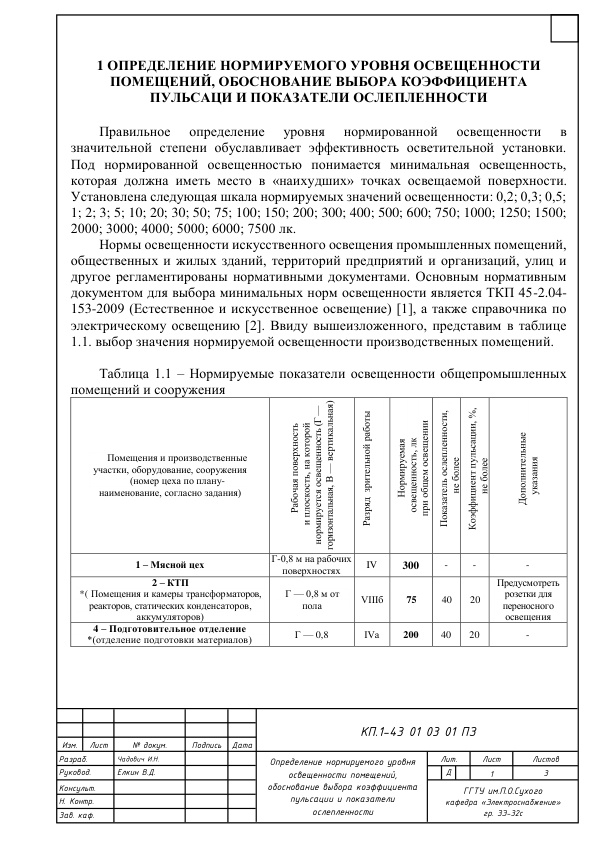 1 ОПРЕДЕЛЕНИЕ НОРМИРУЕМОГО УРОВНЯ ОСВЕЩЕННОСТИ
ПОМЕЩЕНИЙ, ОБОСНОВАНИЕ ВЫБОРА КОЭФФИЦИЕНТА
ПУЛЬСАЦИ И ПОКАЗАТЕЛИ ОСЛЕПЛЕННОСТИ
Правильное определение уровня нормированной освещенности в
значительной степени обуславливает эффективность осветительной установки.
Под нормированной освещенностью понимается минимальная освещенность,
которая должна иметь место в «наихудших» точках освещаемой поверхности.
Установлена следующая шкала нормируемых значений освещенности: 0,2; 0,3; 0,5;
1; 2; 3; 5; 10; 20; 30; 50; 75; 100; 150; 200; 300; 400; 500; 600; 750; 1000; 1250; 1500;
2000; 3000; 4000; 5000; 6000; 7500 лк.
Нормы освещенности искусственного освещения промышленных помещений,
общественных и жилых зданий, территорий предприятий и организаций, улиц и
другое регламентированы нормативными документами. Основным нормативным
документом для выбора минимальных норм освещенности является ТКП 45-2.04-
153-2009 (Естественное и искусственное освещение) [1], а также справочника по
электрическому освещению [2]. Ввиду вышеизложенного, представим в таблице
1.1. выбор значения нормируемой освещенности производственных помещений.
Таблица 1.1 – Нормируемые показатели освещенности общепромышленных
помещений и сооружения
Помещения и производственные
участки, оборудование, сооружения
(номер цеха по плану-
наименование, согласно задания)
Рабочая поверхность
и плоскость, на которой
нормируется освещенность (Г —
горизонтальная, В — вертикальная)
Разряд зрительной работы
Нормируемая
освещенность, лк
при общем освещении
Показатель ослепленности,
не более
Коэффициент пульсации, %,
не более
Дополнительные
указания
1 – Мясной цех
Г-0,8 м на рабочих
поверхностях
IV
300
-
-
-
2 – КТП
*( Помещения и камеры трансформаторов,
реакторов, статических конденсаторов,
аккумуляторов)
Г — 0,8 м от
пола
VIIIб
75
40
20
Предусмотреть
розетки для
переносного
освещения
4 – Подготовительное отделение
*(отделение подготовки материалов)
Г — 0,8
IVа
200
40
20
-
КП.1-43 01 03 01 ПЗ
Изм. Лист № докум. Подпись Дата
Разраб. Чадович И.Н.
Руковод. Елкин В.Д.
Консульт.
Н. Контр.
Зав. каф.
Определение нормируемого уровня
освещенности помещений,
обоснование выбора коэффициента
пульсации и показатели
ослепленности
Лит. Лист Листов
Д 1 3
ГГТУ им.П.О.Сухого
кафедра «Электроснабжение»
гр. ЗЭ-32с